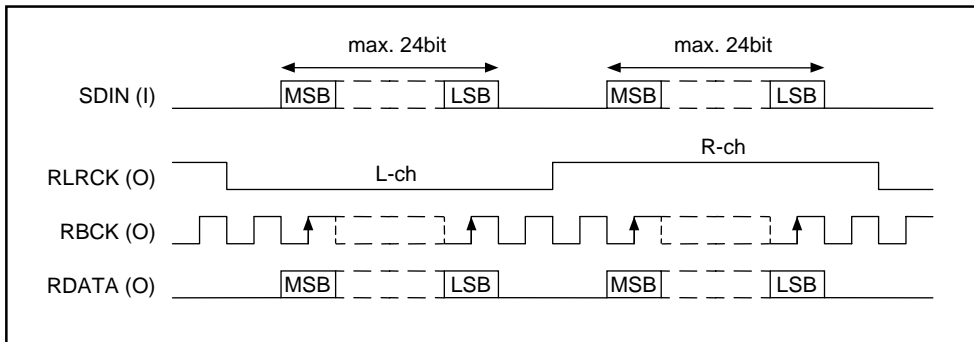 max. 24bit max. 24bit
SDIN (I) MSB LSB MSB LSB
R-ch
RLRCK (O) L-ch
RBCK (O)
RDATA (O) MSB LSB MSB LSB